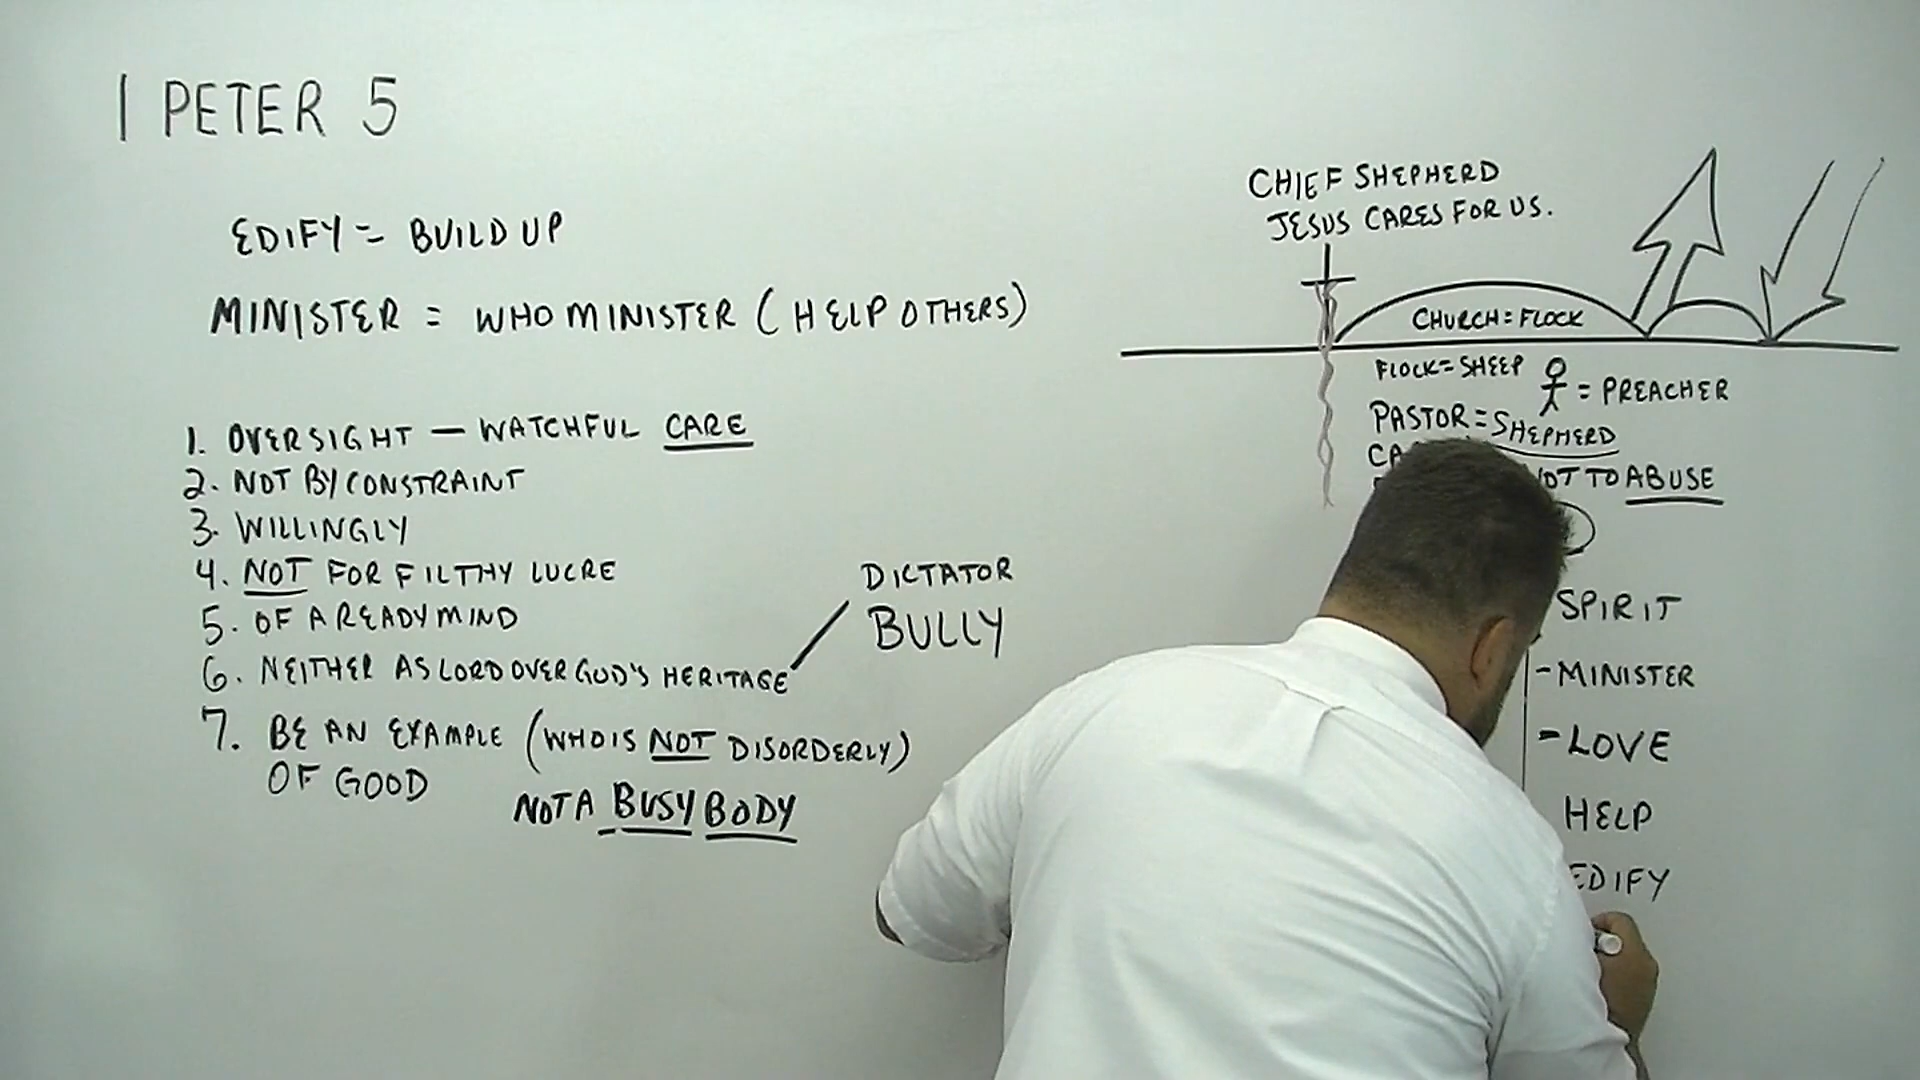 1 PETER 5
EDIFY = BUILD UP
MINISTER = WHO MINISTER (HELP OTHERS)
1. OVERSIGHT — WATCHFUL CARE
2. NOT BY CONSTRAINT
3. WILLINGLY
4. NOT FOR FILTHY LUCRE
5. OF A READY MIND
6. NEITHER AS LORD OVER GOD'S HERITAGE
DICTATOR
BULLY
7. BE AN EXAMPLE (WHO IS NOT DISORDERLY)
OF GOOD
NOT A BUSY BODY
CHIEF SHEPHERD
JESUS CARES FOR US.
CHURCH = FLOCK
FLOCK = SHEEP
= PREACHER
PASTOR = SHEPHERD
TO ABUSE
SPIRIT
- MINISTER
- LOVE
HELP
EDIFY